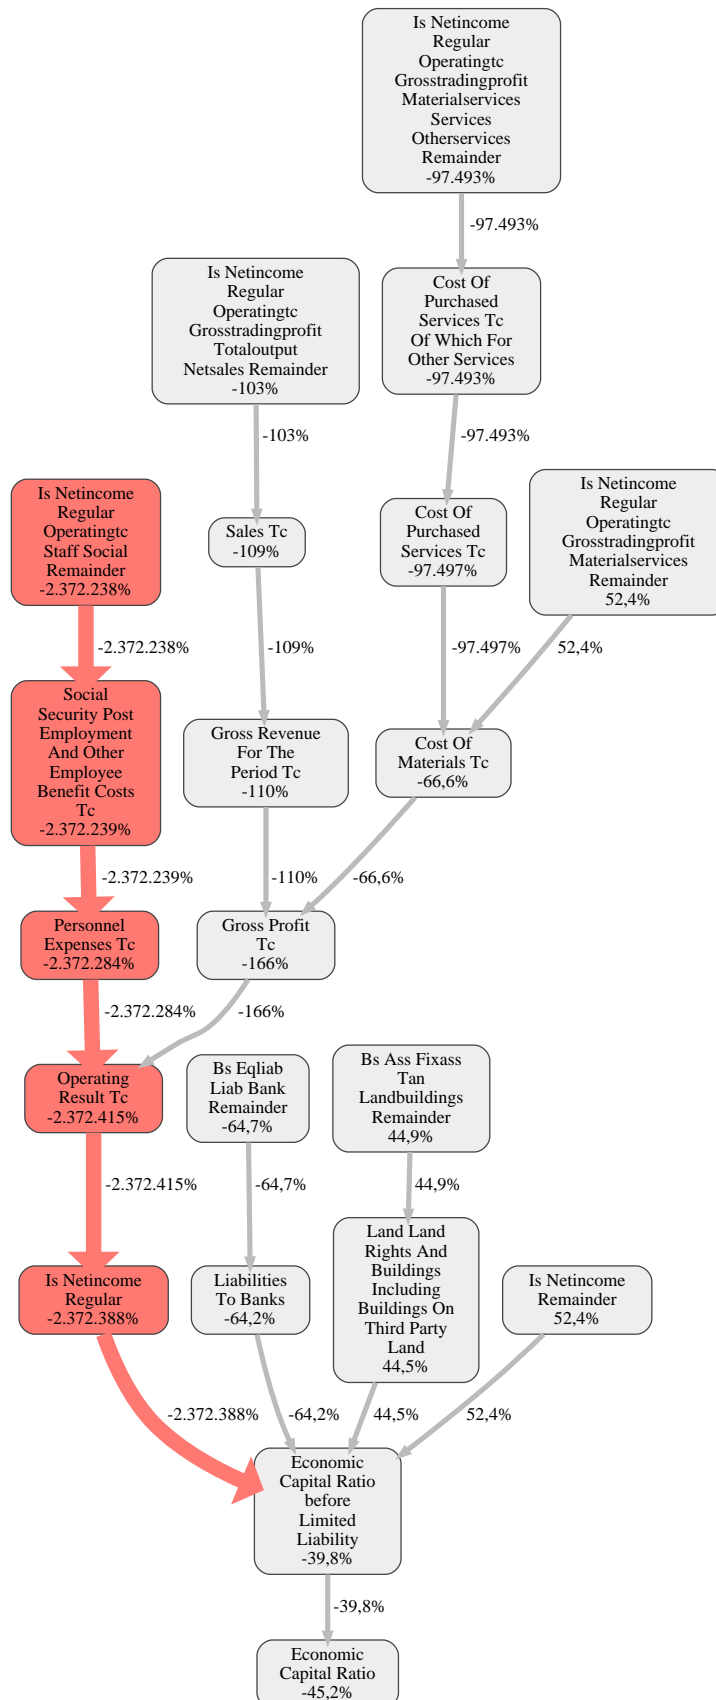 Is Netincome
Regular
Operatingtc
Grosstradingprofit
Materialservices
Services
Otherservices
Remainder
-97.493%
-97.493%
Is Netincome
Regular
Operatingtc
Grosstradingprofit
Totaloutput
Netsales Remainder
-103%
Cost Of
Purchased
Services Tc
Of Which For
Other Services
-97.493%
-103%
-97.493%
Is Netincome
Regular
Operatingtc
Staff Social
Remainder
-2.372.238%
Sales Tc
-109%
Cost Of
Purchased
Services Tc
-97.497%
Is Netincome
Regular
Operatingtc
Grosstradingprofit
Materialservices
Remainder
52,4%
-2.372.238%
-109%
-97.497%
52,4%
Social
Security Post
Employment
And Other
Employee
Benefit Costs
Tc
-2.372.239%
Gross Revenue
For The
Period Tc
-110%
Cost Of
Materials Tc
-66,6%
-2.372.239%
-110%
-66,6%
Personnel
Expenses Tc
-2.372.284%
Gross Profit
Tc
-166%
-2.372.284%
-166%
Operating
Result Tc
-2.372.415%
Bs Eqliab
Liab Bank
Remainder
-64,7%
Bs Ass Fixass
Tan
Landbuildings
Remainder
44,9%
-2.372.415%
-64,7%
44,9%
Is Netincome
Regular
-2.372.388%
Liabilities
To Banks
-64,2%
Land Land
Rights And
Buildings
Including
Buildings On
Third Party
Land
44,5%
Is Netincome
Remainder
52,4%
-2.372.388%
-64,2%
44,5%
52,4%
Economic
Capital Ratio
before
Limited
Liability
-39,8%
-39,8%
Economic
Capital Ratio
-45,2%